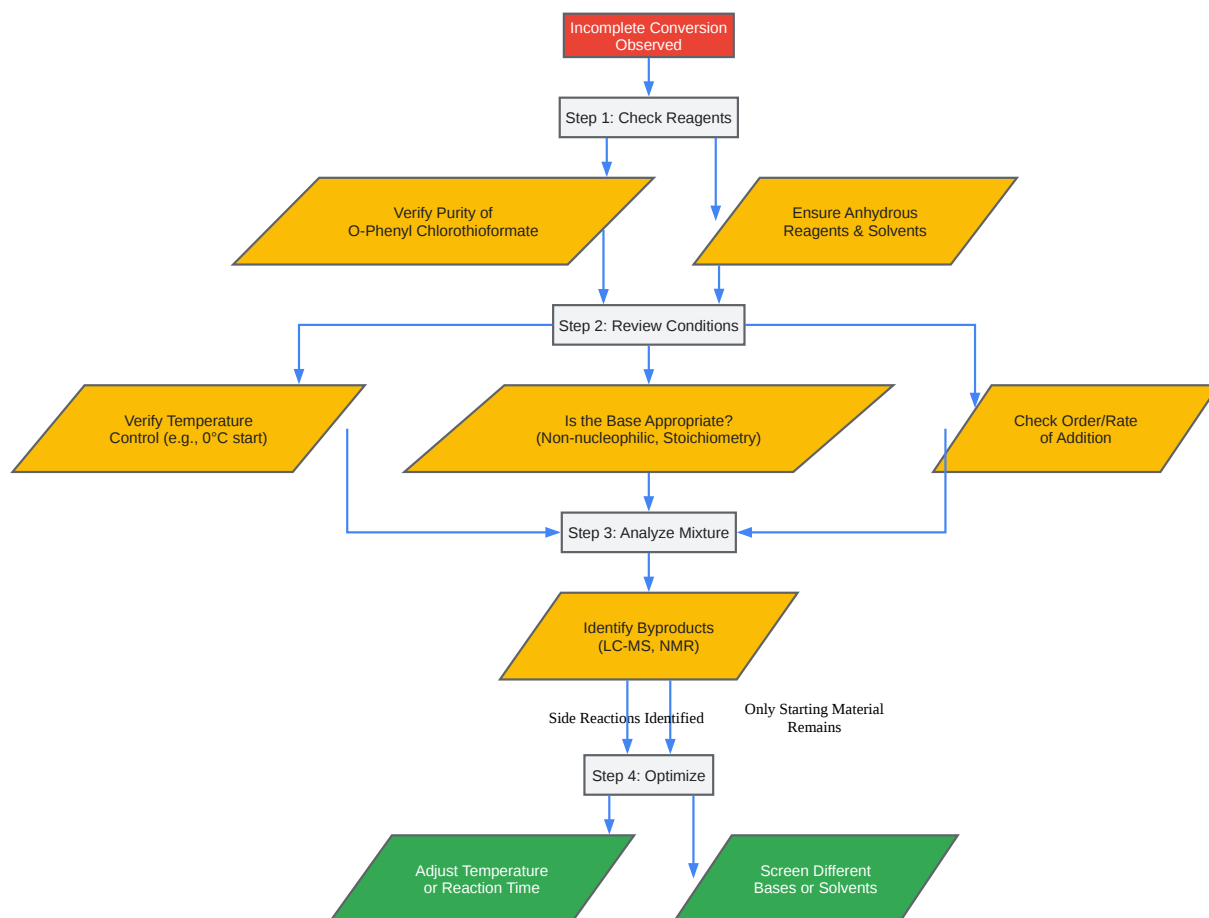 Incomplete Conversion
Observed
Step 1: Check Reagents
Verify Purity of
O-Phenyl Chlorothioformate
Ensure Anhydrous
Reagents & Solvents
Step 2: Review Conditions
Verify Temperature
Control (e.g., 0°C start)
Is the Base Appropriate?
(Non-nucleophilic, Stoichiometry)
Check Order/Rate
of Addition
Step 3: Analyze Mixture
Identify Byproducts
(LC-MS, NMR)
Side Reactions Identified
Only Starting Material
Remains
Step 4: Optimize
Adjust Temperature
or Reaction Time
Screen Different
Bases or Solvents